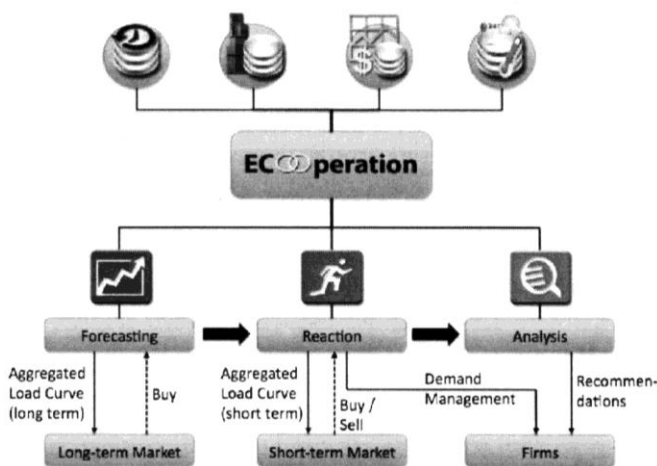 $
ECOOperation
Forecasting
Reaction
Analysis
Aggregated
Load Curve
(long term)
Buy
Aggregated
Load Curve
(short term)
Buy /
Sell
Demand
Management
Recommen-
dations
Long-term Market
Short-term Market
Firms